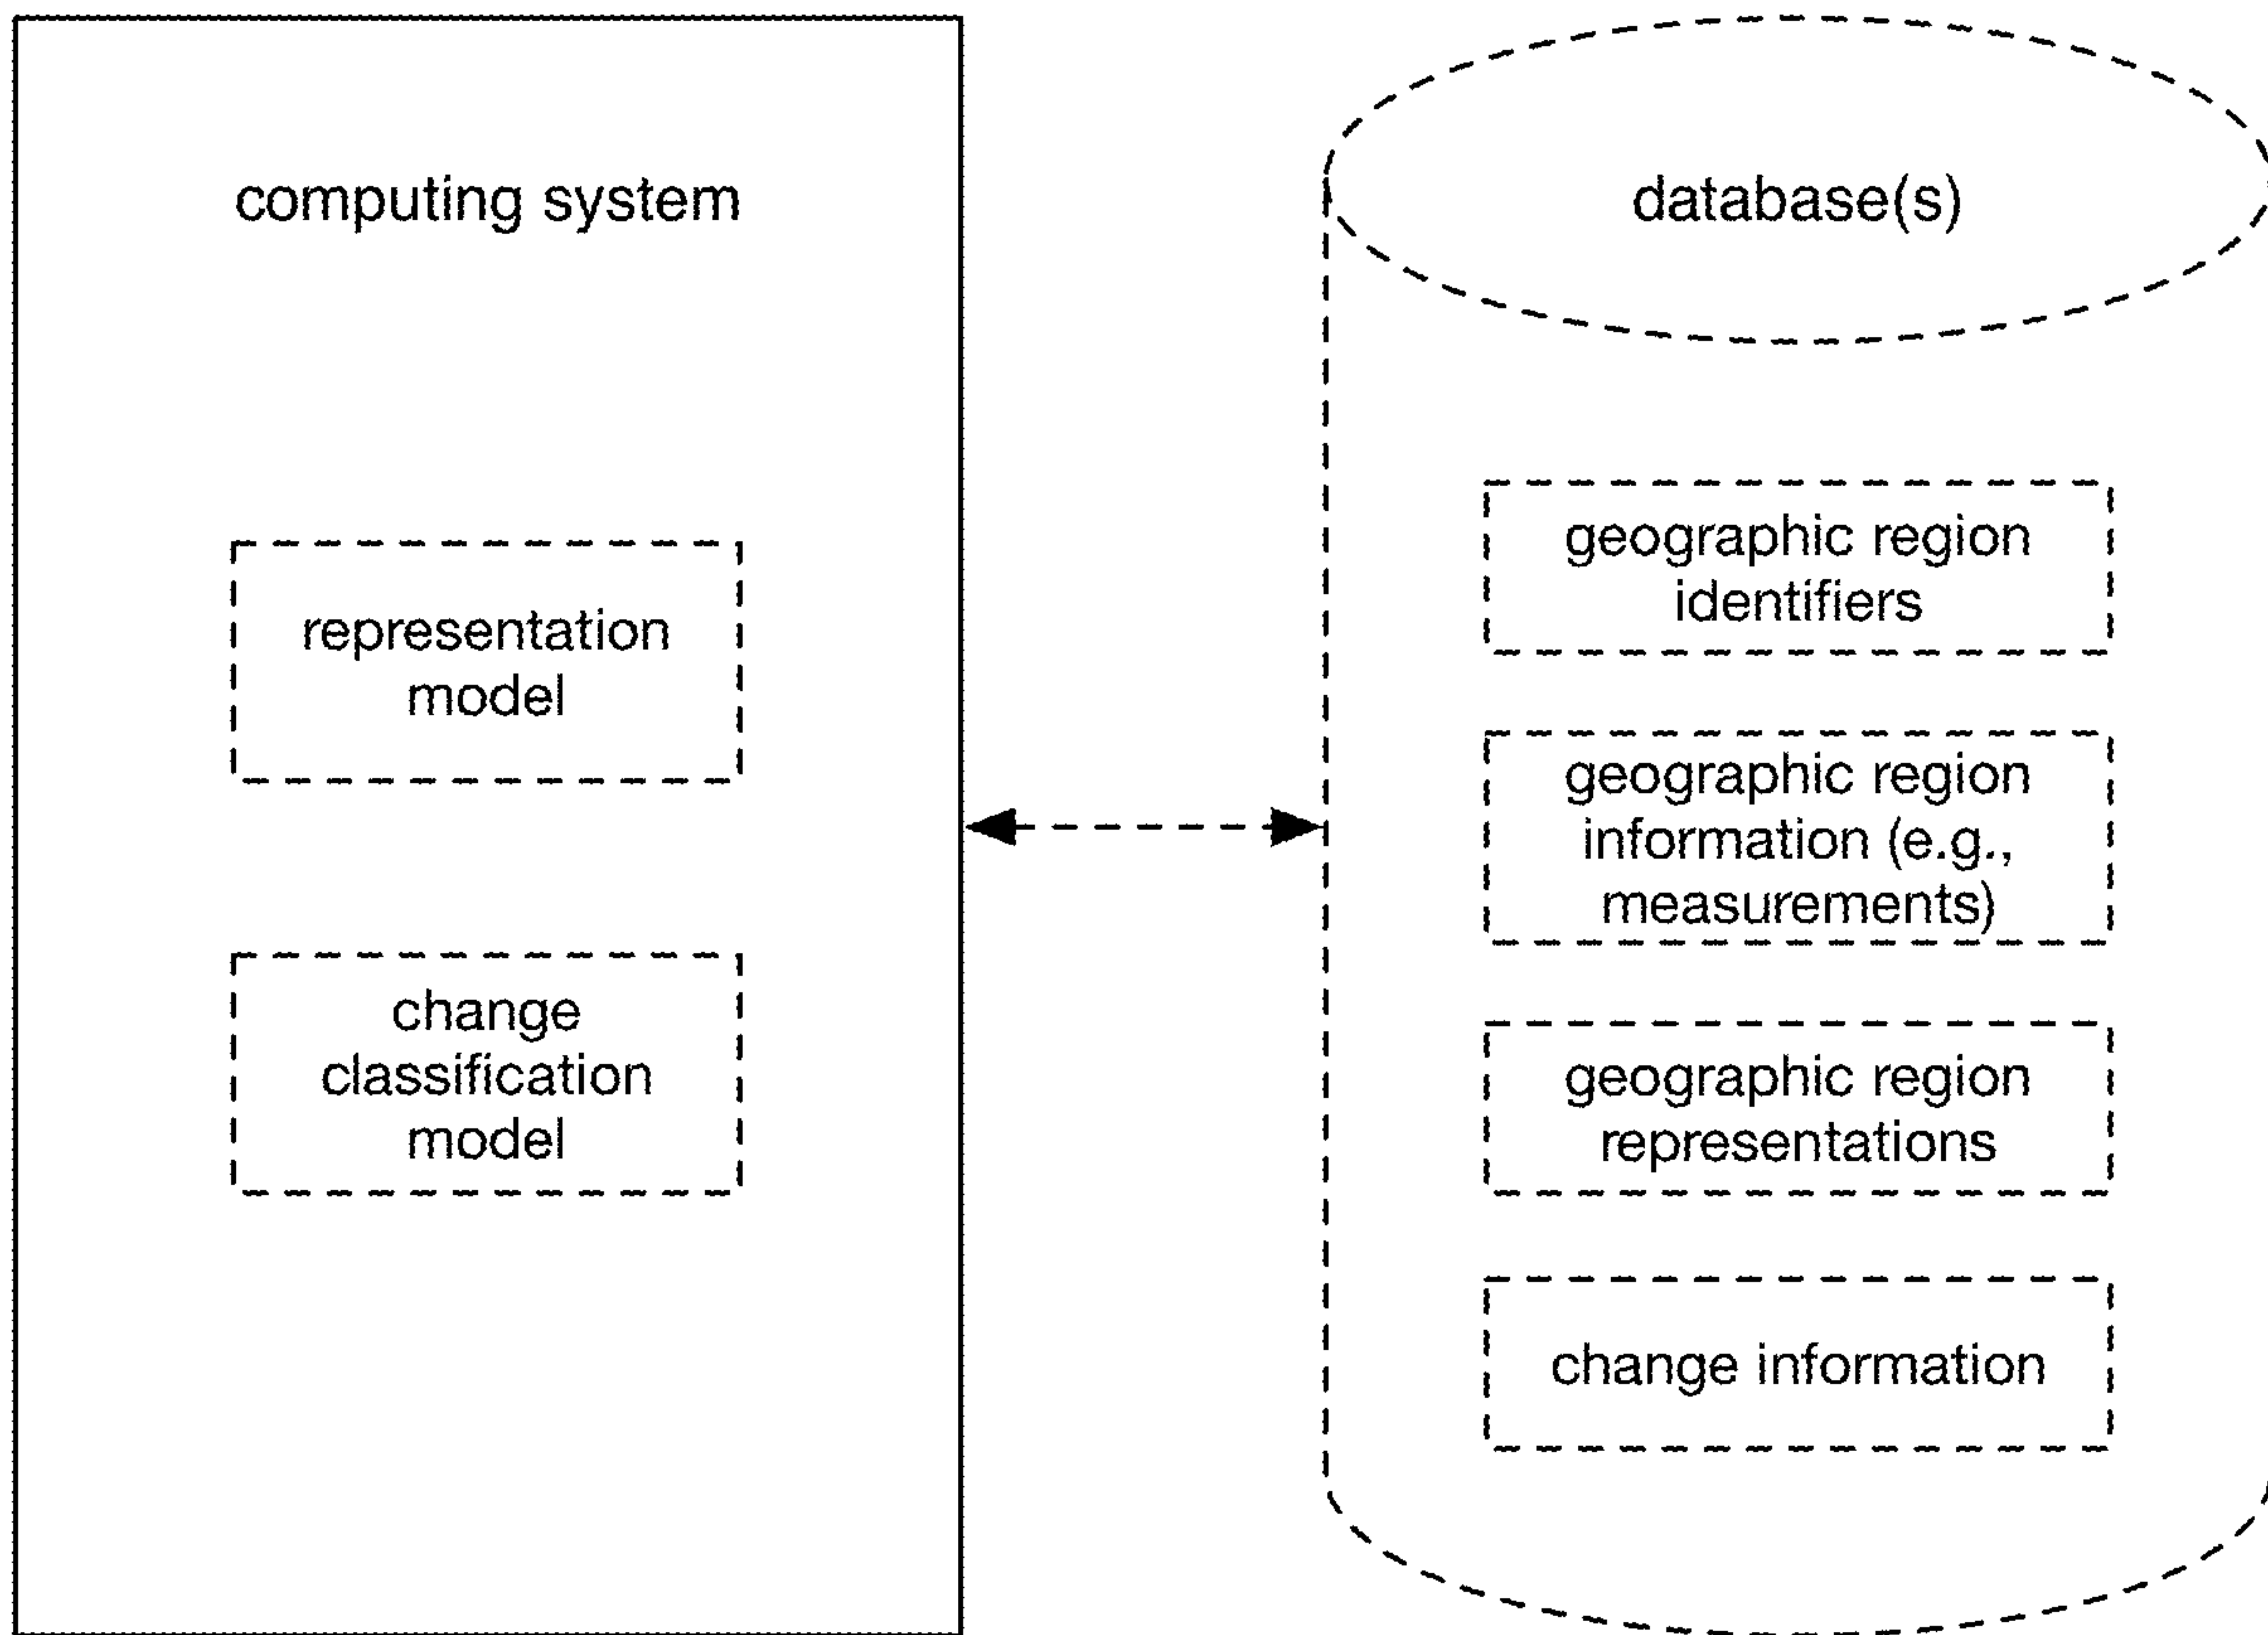 computing system
representation
model
change
classification
model
database(s)
geographic region
identifiers
geographic region
information (e.g.,
measurements)
geographic region
representations
change information